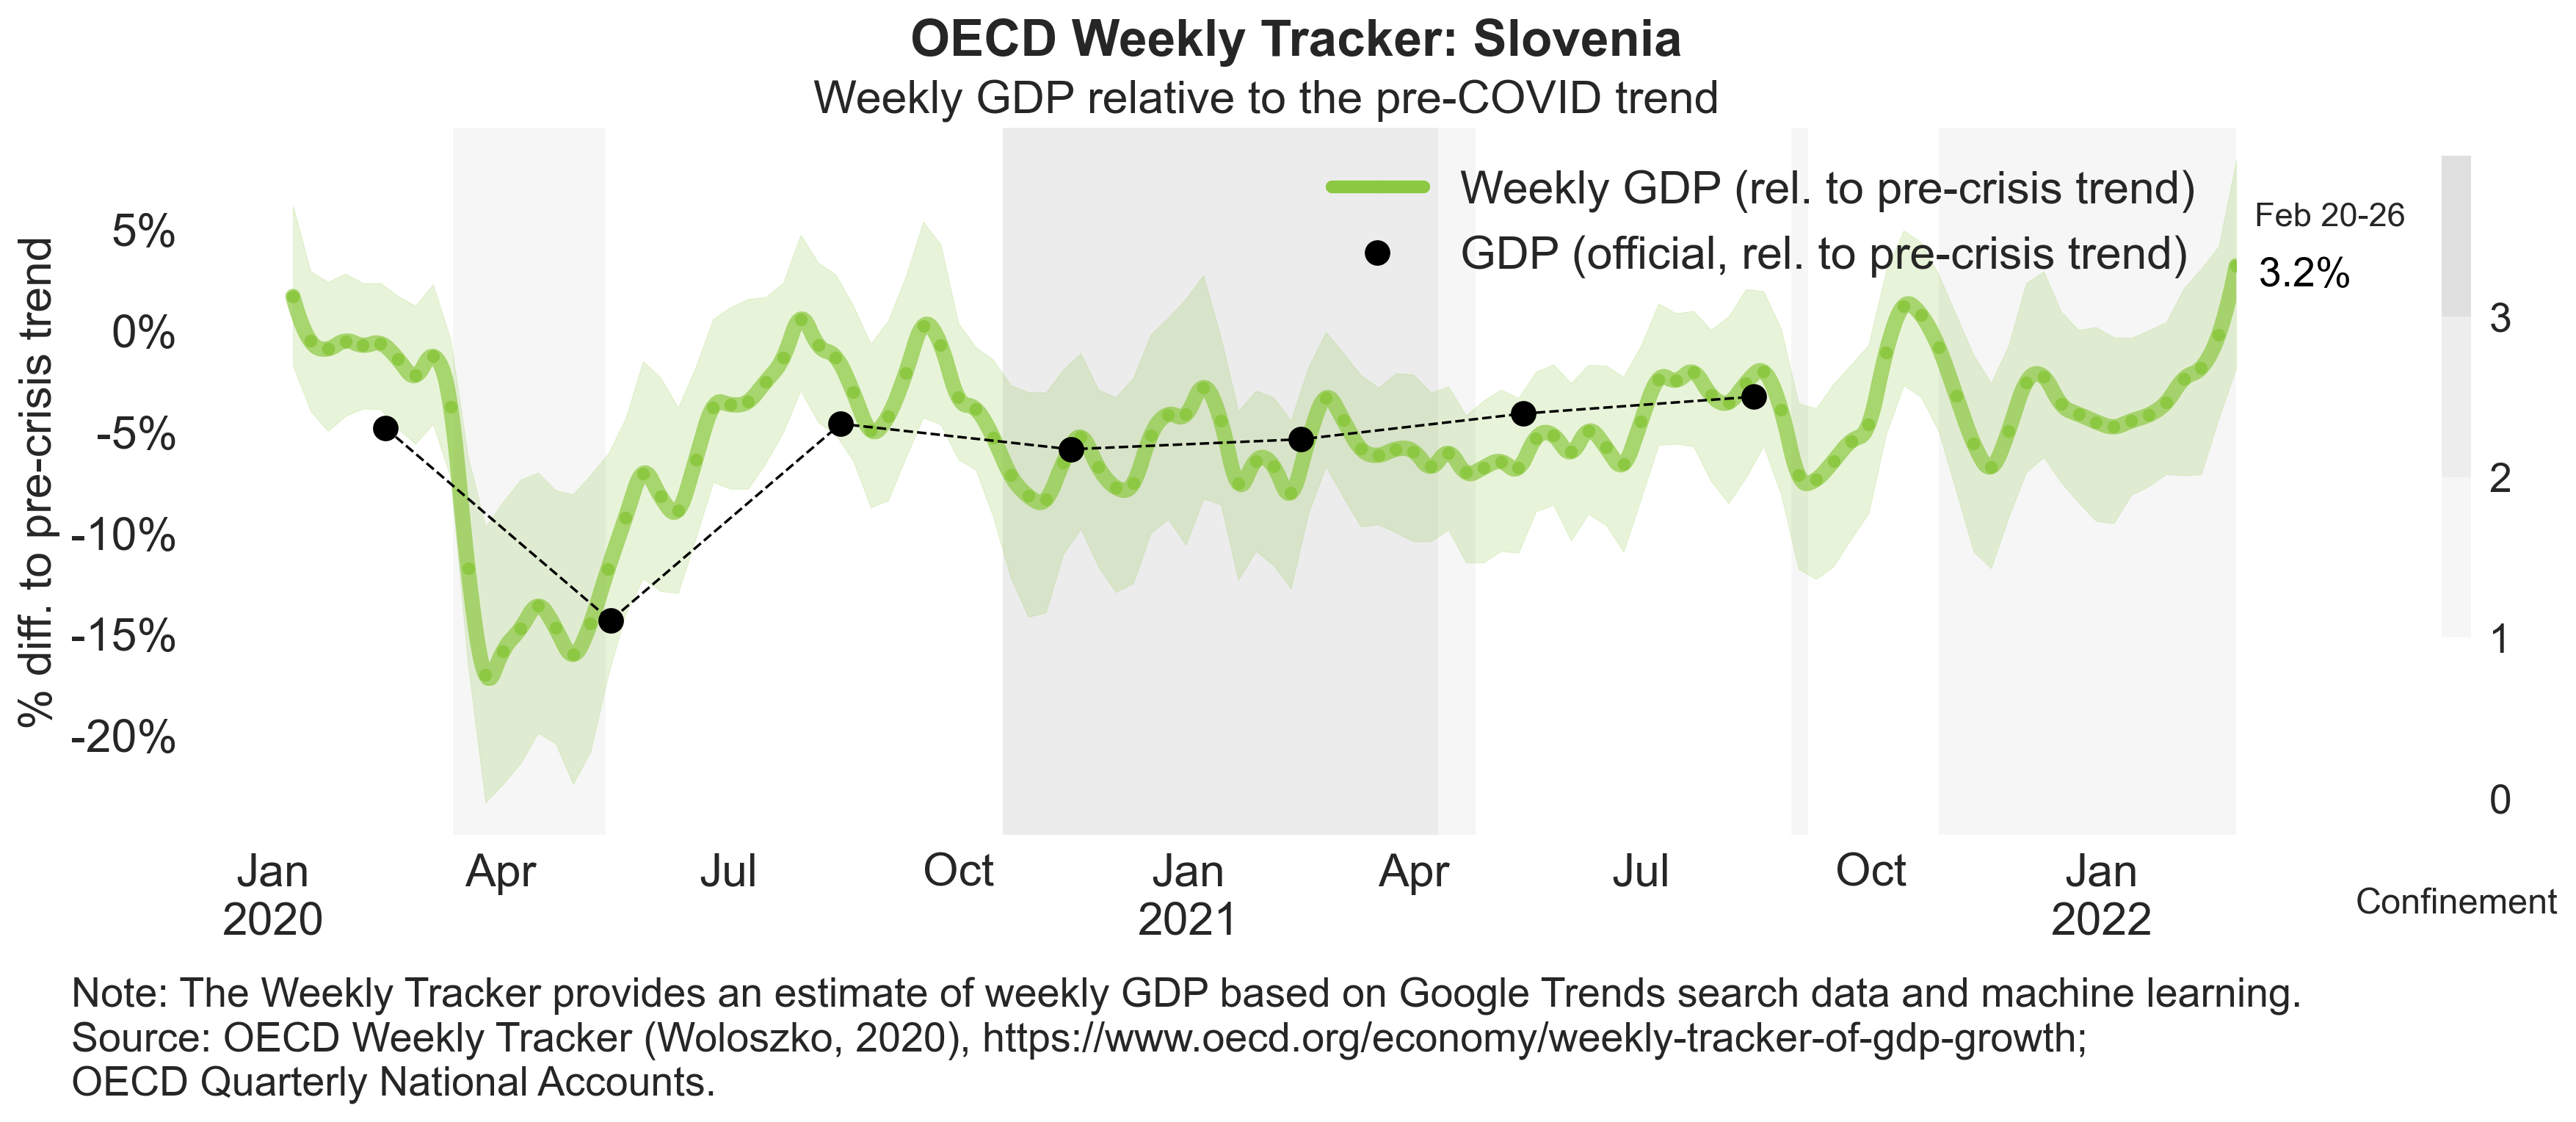 OECD Weekly Tracker: Slovenia
Weekly GDP relative to the pre-COVID trend
Weekly GDP (rel. to pre-crisis trend)
GDP (official, rel. to pre-crisis trend)
Feb 20-26
3.2%
% diff. to pre-crisis trend
5%
0%
-5%
-10%
-15%
-20%
3
2
1
0
Confinement
Jan
2020
Apr
Jul
Oct
Jan
2021
Apr
Jul
Oct
Jan
2022
Note: The Weekly Tracker provides an estimate of weekly GDP based on Google Trends search data and machine learning.
Source: OECD Weekly Tracker (Woloszko, 2020), https://www.oecd.org/economy/weekly-tracker-of-gdp-growth;
OECD Quarterly National Accounts.